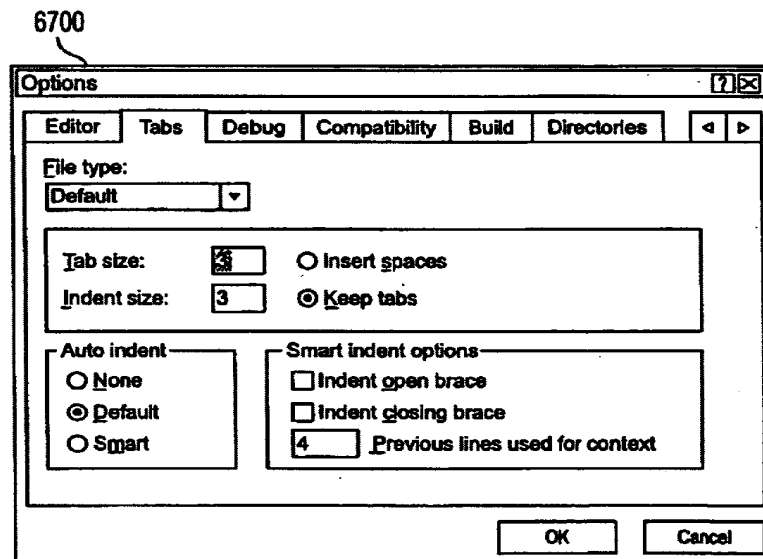 6700
Options
Editor Tabs Debug Compatibility Build Directories
File type:
Default
Tab size: 3 Insert spaces
Indent size: 3 Keep tabs
Auto indent
None
Default
Smart
Smart indent options
Indent open brace
Indent closing brace
4 Previous lines used for context
OK Cancel